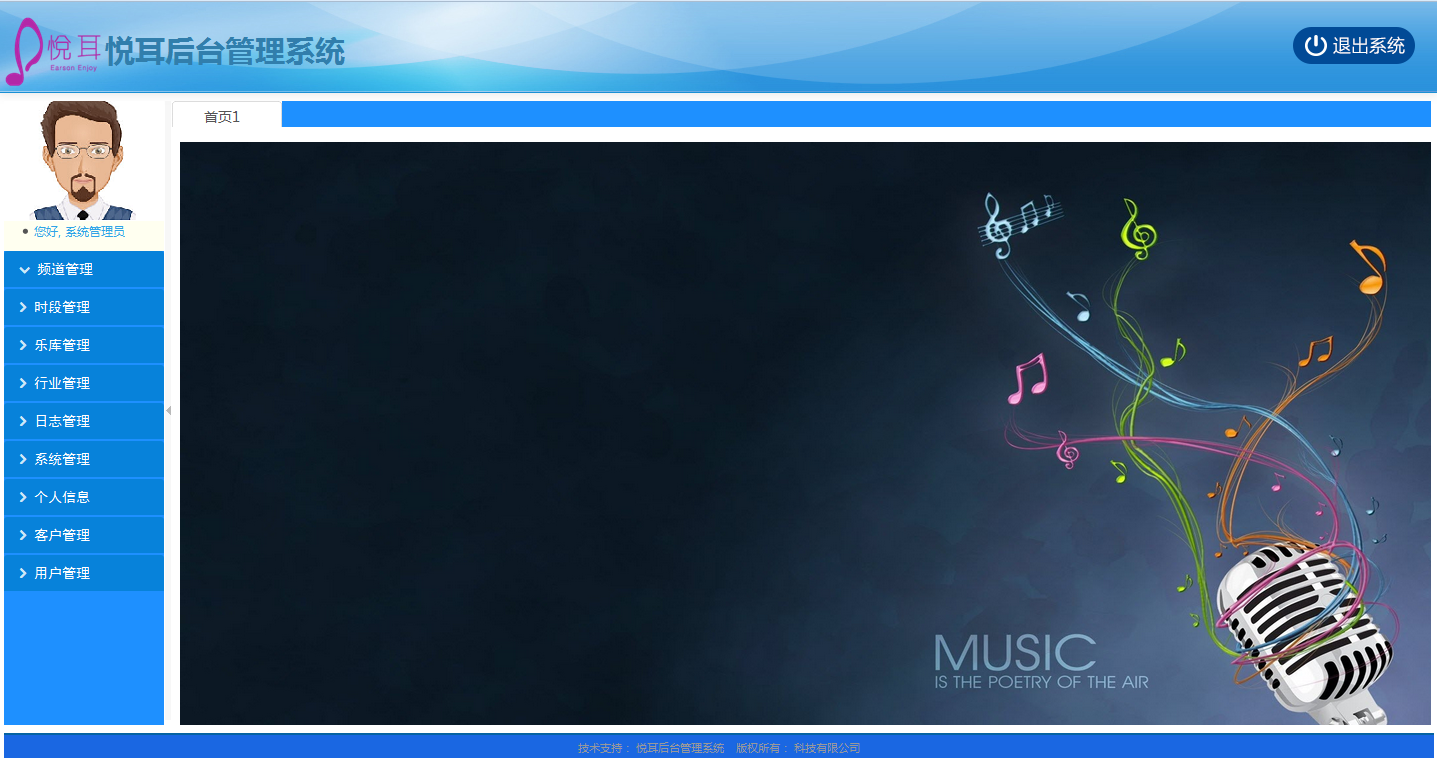 悦耳
Earson Enjoy
悦耳后台管理系统
退出系统
首页1
您好, 系统管理员
频道管理
时段管理
乐库管理
行业管理
日志管理
系统管理
个人信息
客户管理
用户管理
MUSIC
IS THE POETRY OF THE AIR
技术支持： 悦耳后台管理系统 版权所有： 科技有限公司